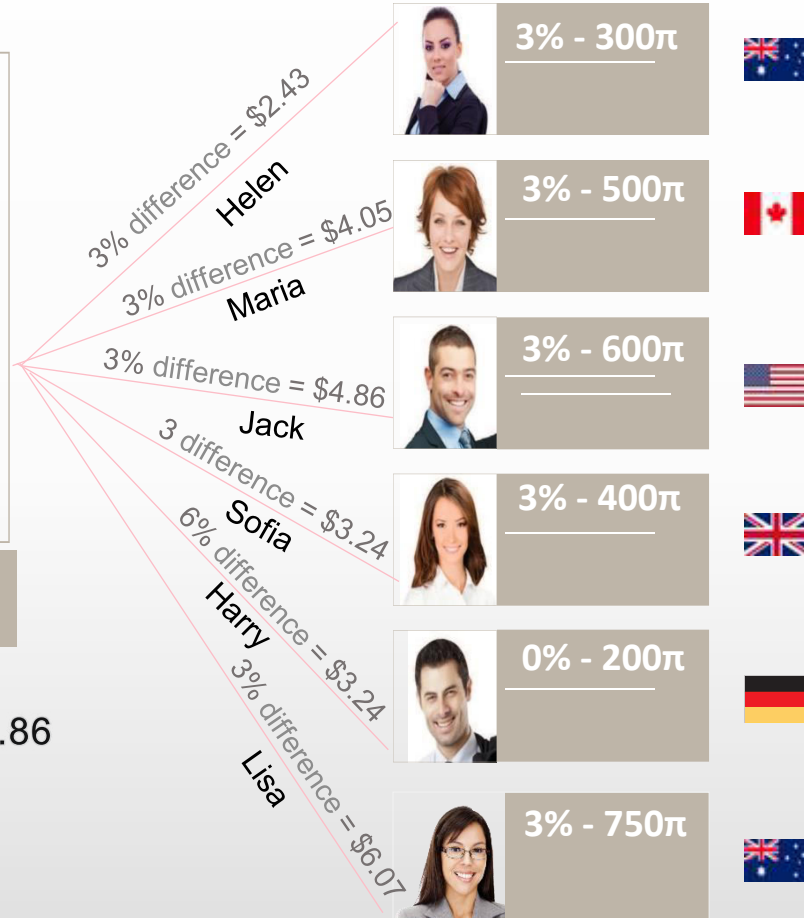 3% - 300π
3% difference = $2.43
Helen
3% - 500π
3% difference = $4.05
Maria
3% - 600π
3% difference = $4.86
Jack
3% - 400π
3 difference = $3.24
Sofia
0% - 200π
6% difference = $3.24
Harry
.86
3% - 750π
3% difference = $6.07
Lisa